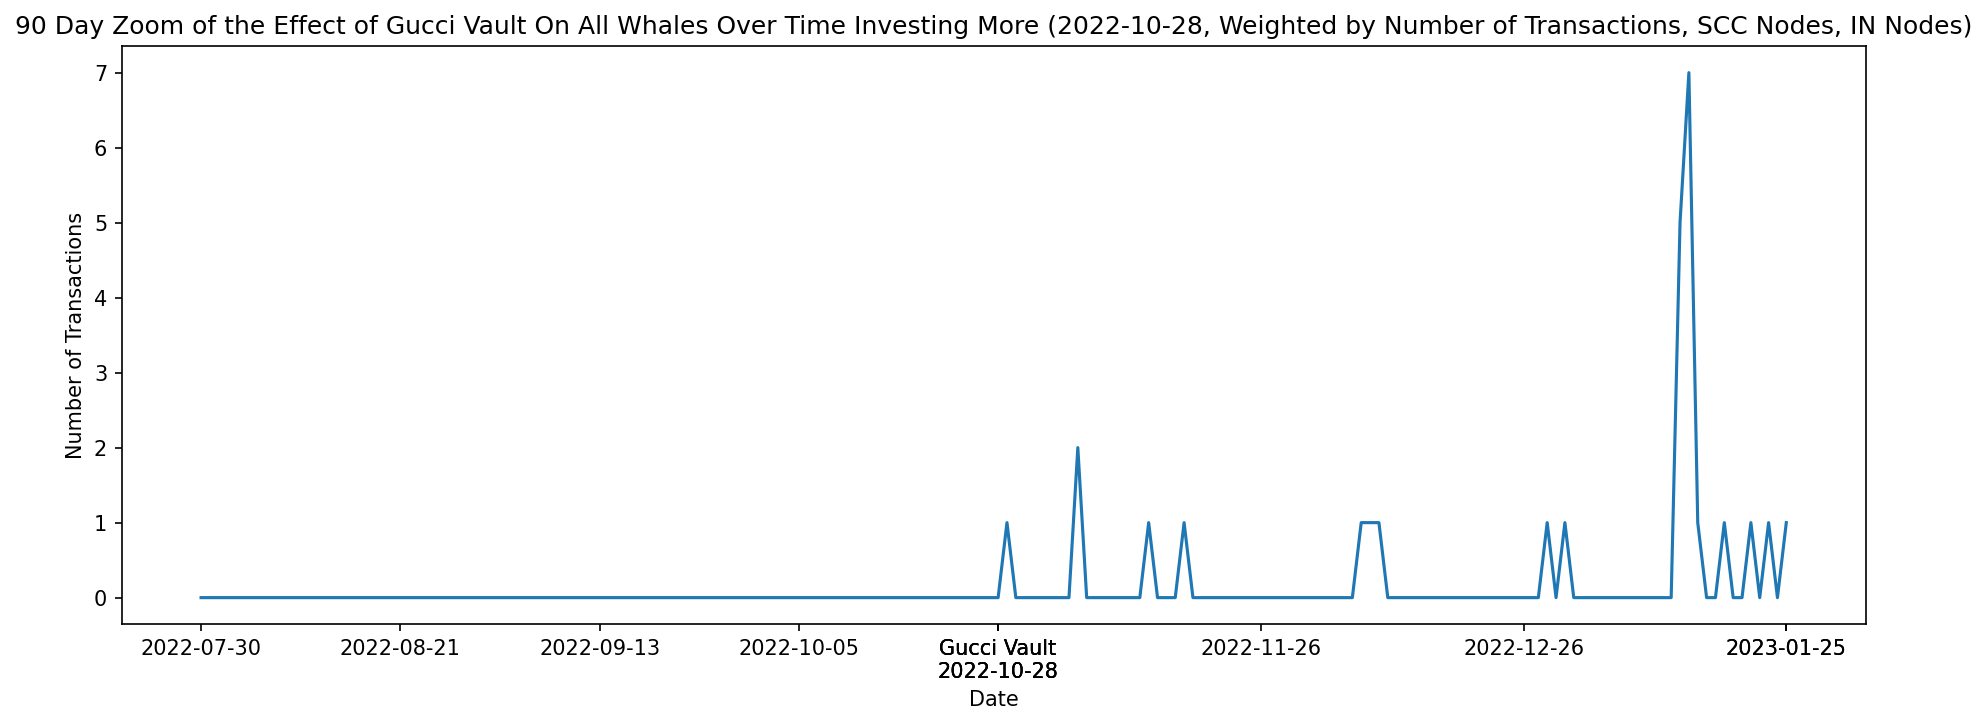 90 Day Zoom of the Effect of Gucci Vault On All Whales Over Time Investing More (2022-10-28, Weighted by Number of Transactions, SCC Nodes, IN Nodes)
7
6
5
4
3
2
1
0
Number of Transactions
2022-07-30 2022-08-21 2022-09-13 2022-10-05 Gucci Vault 2022-11-26 2022-12-26 2023-01-25
2022-10-28
Date